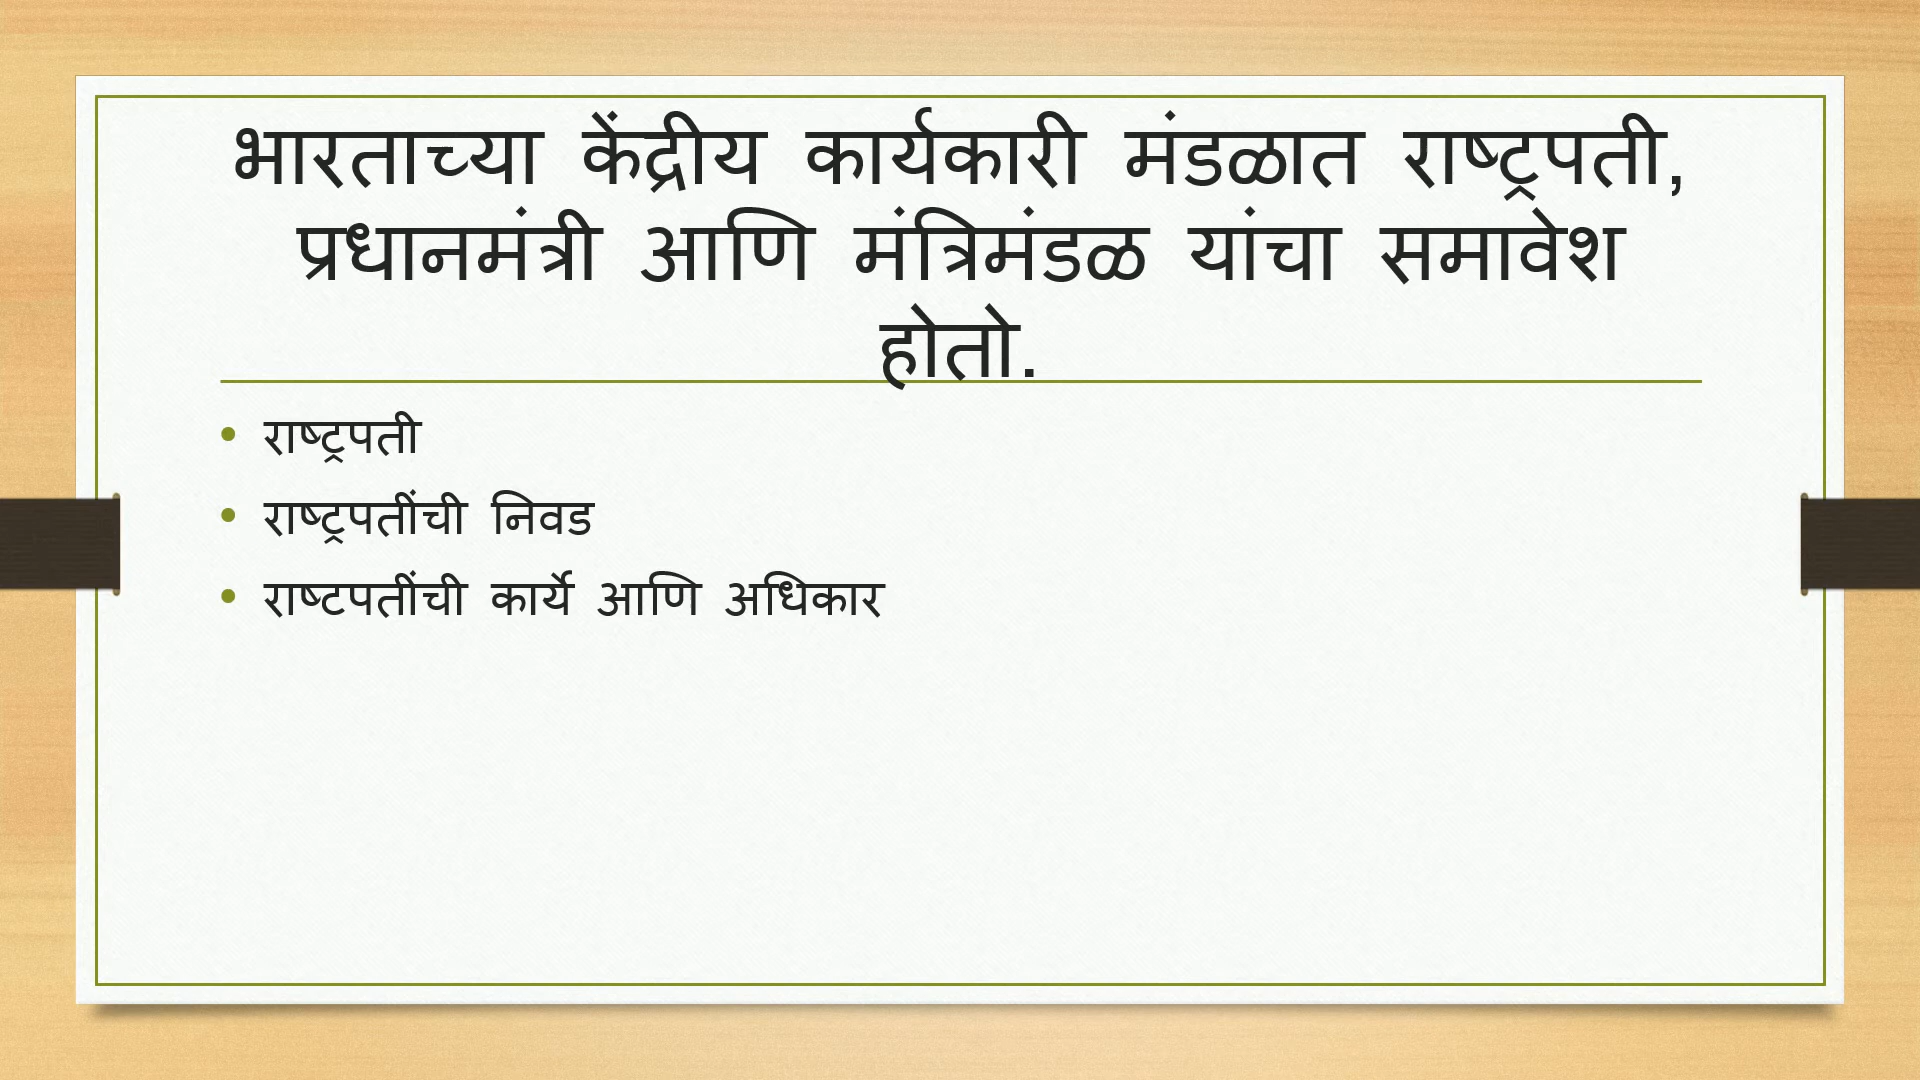 भारताच्या केंद्रीय कार्यकारी मंडळात राष्ट्रपती,
प्रधानमंत्री आणि मंत्रिमंडळ यांचा समावेश
होतो.
• राष्ट्रपती
• राष्ट्रपतींची निवड
• राष्टपतींची कार्ये आणि अधिकार